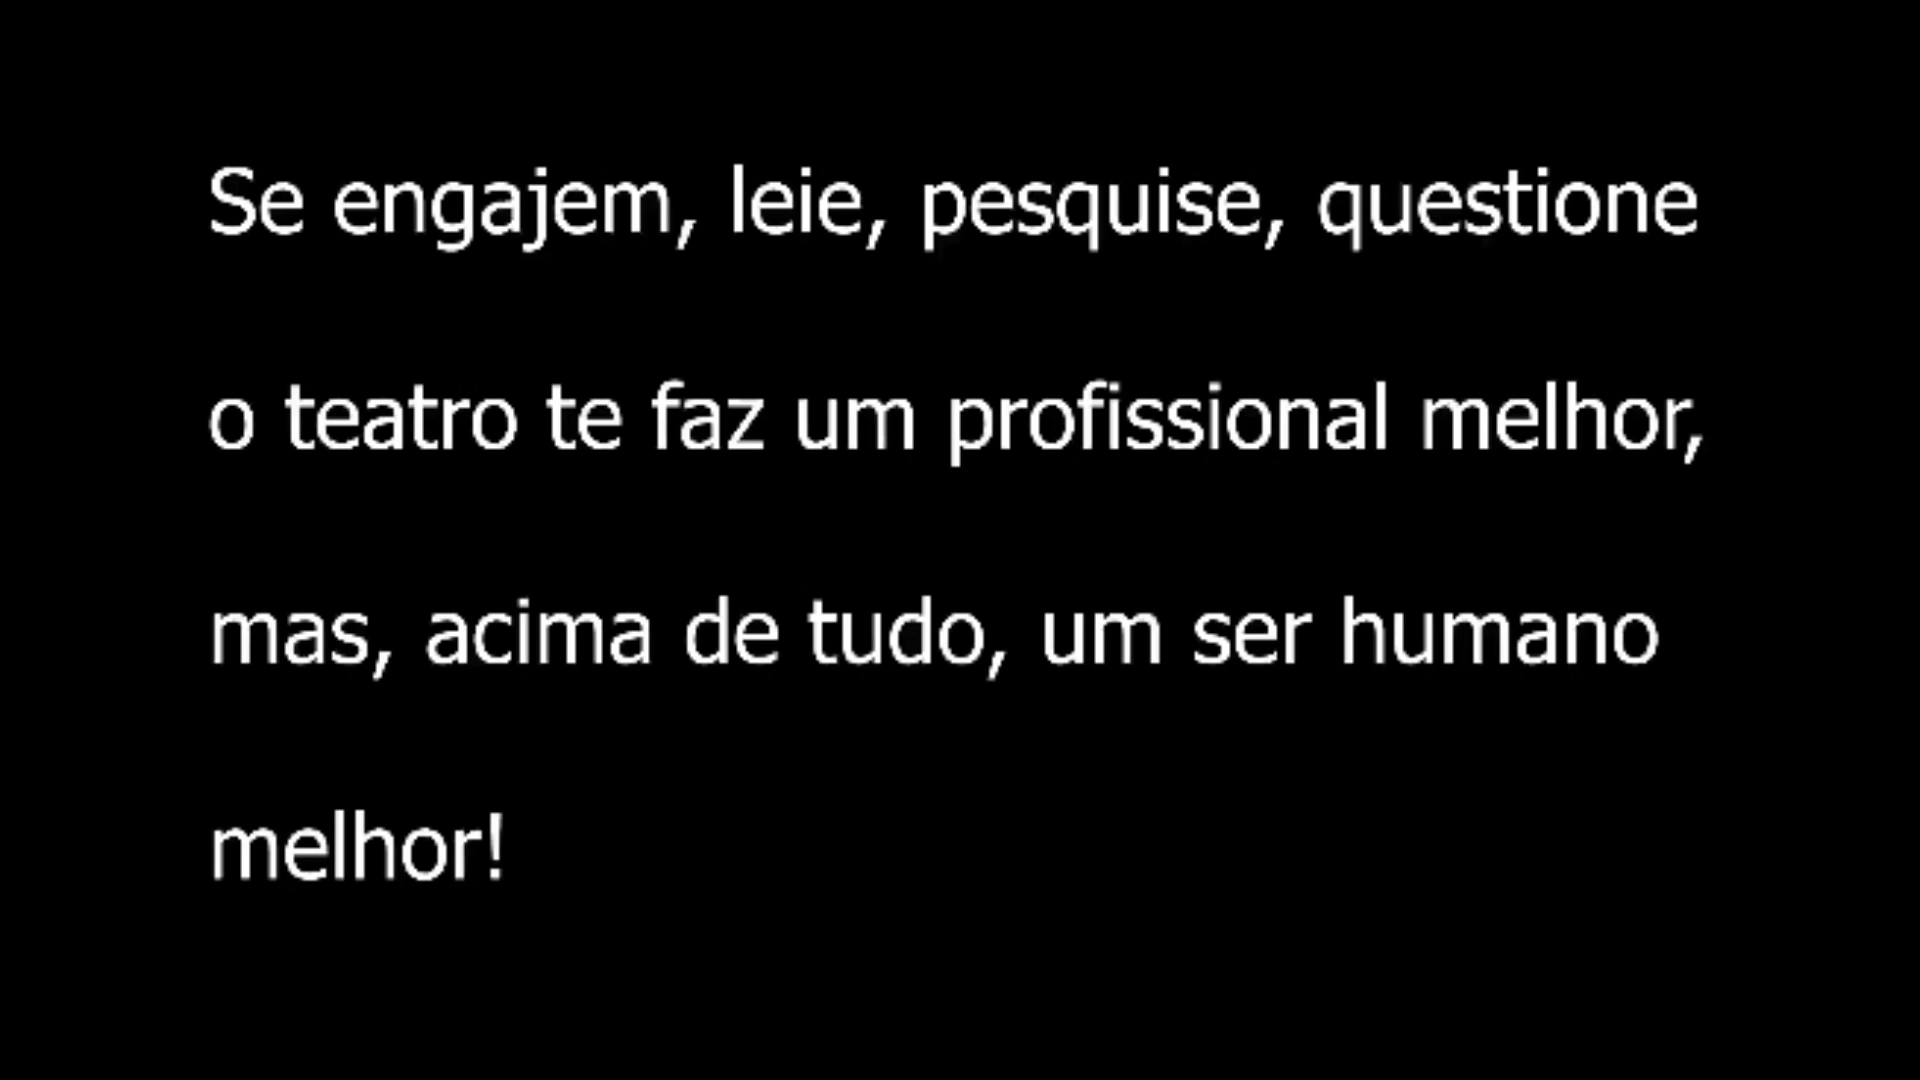 Se engajem, leie, pesquise, questione
o teatro te faz um profissional melhor,
mas, acima de tudo, um ser humano
melhor!